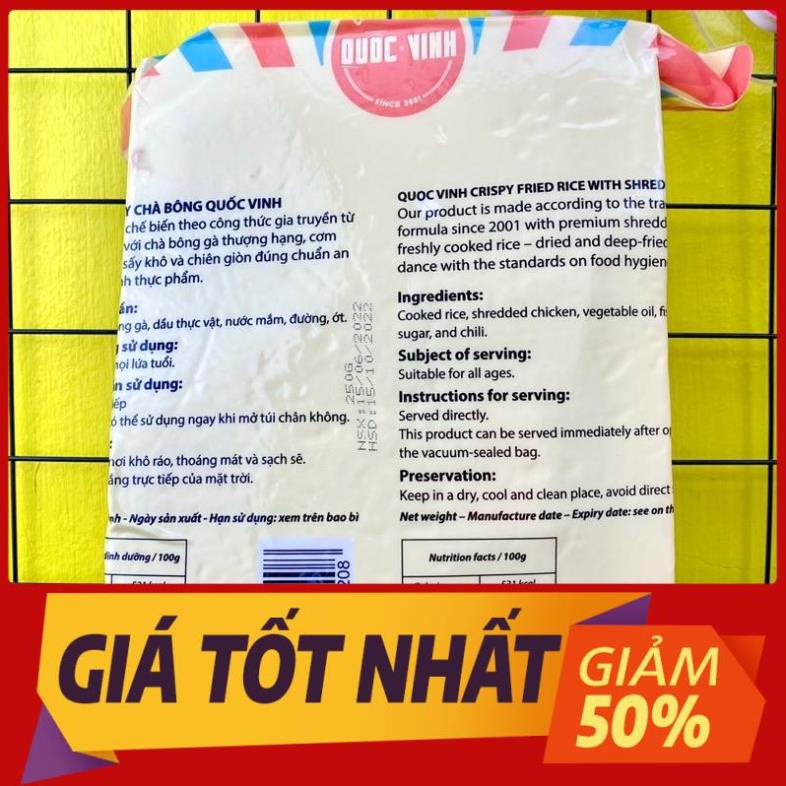 QUOC VINH
SINCE 2001
Y CHÀ BÔNG QUỐC VINH
chế biến theo công thức gia truyền từ
với chà bông gà thượng hạng, cơm
sấy khô và chiên giòn đúng chuẩn an
nh thực phẩm.
ần:
ng gà, dầu thực vật, nước mắm, đường, ớt.
sử dụng:
mọi lứa tuổi.
n sử dụng:
iếp
ó thể sử dụng ngay khi mở túi chân không.
:
nơi khô ráo, thoáng mát và sạch sẽ.
ắng trực tiếp của mặt trời.
nh - Ngày sản xuất - Hạn sử dụng: xem trên bao bì
dinh dưỡng / 100g
250G
NSX: 15/06/2022
HSD: 15/10/2022
208
QUOC VINH CRISPY FRIED RICE WITH SHRED
Our product is made according to the tra
formula since 2001 with premium shredd
freshly cooked rice – dried and deep-fried
dance with the standards on food hygien
Ingredients:
Cooked rice, shredded chicken, vegetable oil, fis
sugar, and chili.
Subject of serving:
Suitable for all ages.
Instructions for serving:
Served directly.
This product can be served immediately after o
the vacuum-sealed bag.
Preservation:
Keep in a dry, cool and clean place, avoid direct
Net weight – Manufacture date – Expiry date: see on th
Nutrition facts / 100g
GIÁ TỐT NHẤT
GIẢM
50%